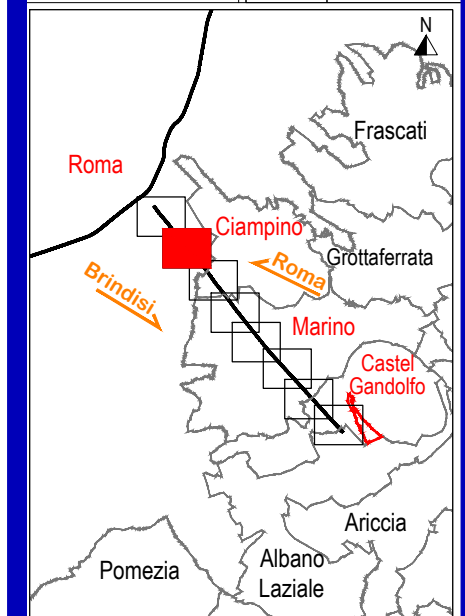 N
Frascati
Roma
Ciampino
Grottaferrata
Roma
Brindisi
Marino
Castel
Gandolfo
Ariccia
Albano
Laziale
Pomezia